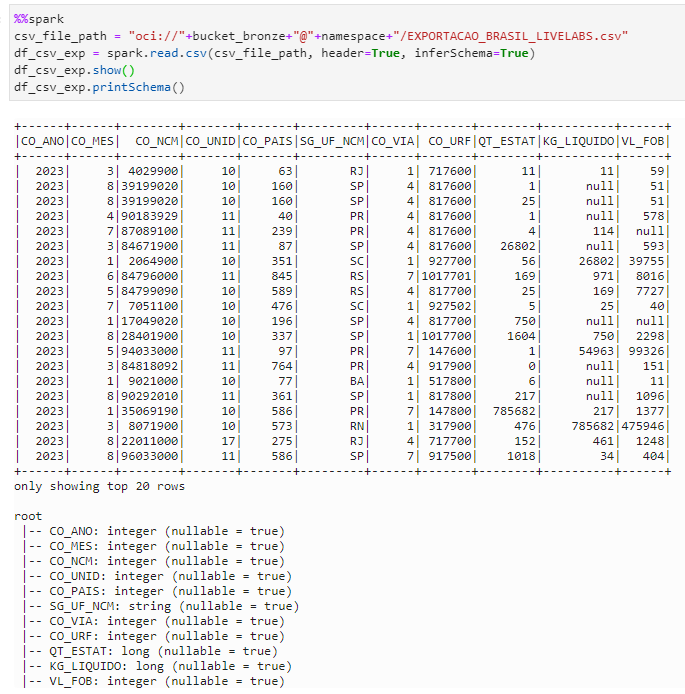 %%spark
csv_file_path = "oci://"+bucket_bronze+"@"+namespace+"/EXPORTACAO_BRASIL_LIVELABS.csv"
df_csv_exp = spark.read.csv(csv_file_path, header=True, inferSchema=True)
df_csv_exp.show()
df_csv_exp.printSchema()
+------+------+--------+-------+-------+---------+------+-------+--------+----------+------+
|CO_ANO|CO_MES|  CO_NCM|CO_UNID|CO_PAIS|SG_UF_NCM|CO_VIA| CO_URF|QT_ESTAT|KG_LIQUIDO|VL_FOB|
+------+------+--------+-------+-------+---------+------+-------+--------+----------+------+
|  2023|     3| 4029900|     10|     63|       RJ|     1| 717600|      11|        11|    59|
|  2023|     8|39199020|     10|    160|       SP|     4| 817600|       1|      null|    51|
|  2023|     8|39199020|     10|    160|       SP|     4| 817600|      25|      null|    51|
|  2023|     4|90183929|     11|     40|       PR|     4| 817600|       1|      null|   578|
|  2023|     7|87089100|     11|    239|       PR|     4| 817600|       4|       114|  null|
|  2023|     3|84671900|     11|     87|       SP|     4| 817600|   26802|      null|   593|
|  2023|     1| 2064900|     10|    351|       SC|     1| 927700|      56|     26802| 39755|
|  2023|     6|84796000|     11|    845|       RS|     7|1017701|     169|       971|  8016|
|  2023|     5|84799090|     10|    589|       RS|     4| 817700|      25|       169|  7727|
|  2023|     7| 7051100|     10|    476|       SC|     1| 927502|       5|        25|    40|
|  2023|     1|17049020|     10|    196|       SP|     4| 817700|     750|      null|  null|
|  2023|     8|28401900|     10|    337|       SP|     1|1017700|    1604|       750|  2298|
|  2023|     5|94033000|     11|     97|       PR|     7| 147600|       1|     54963| 99326|
|  2023|     3|84818092|     11|    764|       PR|     4| 917900|       0|      null|   151|
|  2023|     1| 9021000|     10|     77|       BA|     1| 517800|       6|      null|    11|
|  2023|     8|90292010|     11|    361|       SP|     1| 817800|     217|      null|  1096|
|  2023|     1|35069190|     10|    586|       PR|     7| 147800|  785682|       217|  1377|
|  2023|     3| 8071900|     10|    573|       RN|     1| 317900|     476|    785682|475946|
|  2023|     8|22011000|     17|    275|       RJ|     4| 717700|     152|       461|  1248|
|  2023|     8|96033000|     11|    586|       SP|     7| 917500|    1018|        34|   404|
+------+------+--------+-------+-------+---------+------+-------+--------+----------+------+
only showing top 20 rows
root
 |-- CO_ANO: integer (nullable = true)
 |-- CO_MES: integer (nullable = true)
 |-- CO_NCM: integer (nullable = true)
 |-- CO_UNID: integer (nullable = true)
 |-- CO_PAIS: integer (nullable = true)
 |-- SG_UF_NCM: string (nullable = true)
 |-- CO_VIA: integer (nullable = true)
 |-- CO_URF: integer (nullable = true)
 |-- QT_ESTAT: long (nullable = true)
 |-- KG_LIQUIDO: long (nullable = true)
 |-- VL_FOB: integer (nullable = true)